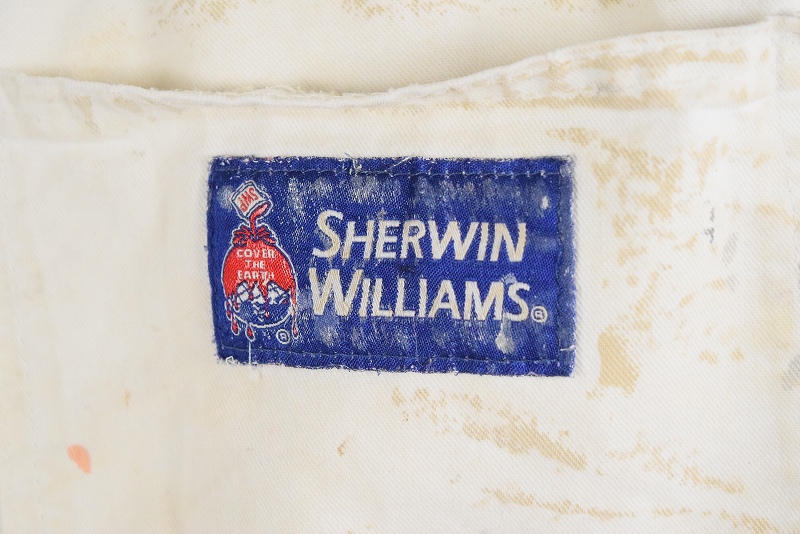 SWP
COVER
THE
EARTH
®
SHERWIN
WILLIAMS®